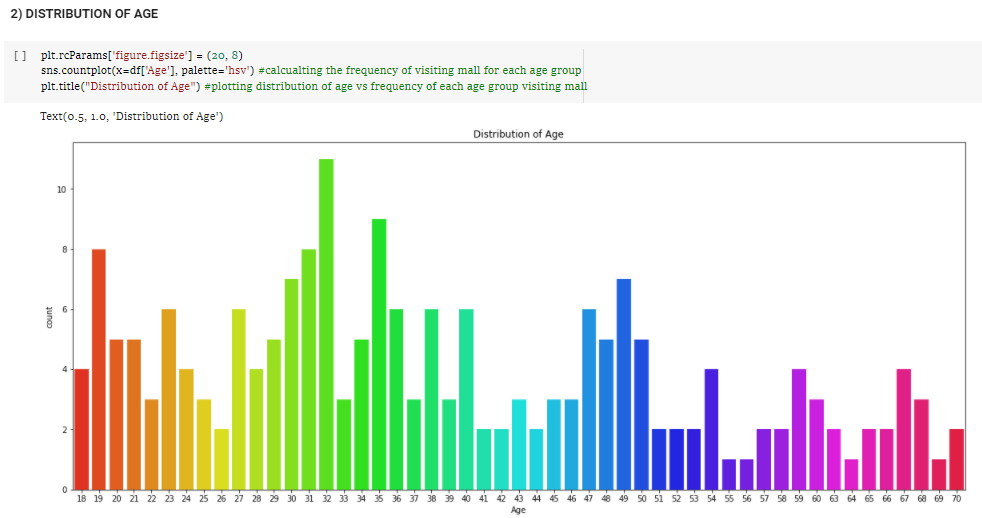 2) DISTRIBUTION OF AGE
[ ] plt.rcParams['figure.figsize'] = (20, 8)
sns.countplot(x=df['Age'], palette='hsv') #calcualting the frequency of visiting mall for each age group
plt.title("Distribution of Age") #plotting distribution of age vs frequency of each age group visiting mall
Text(0.5, 1.0, 'Distribution of Age')
Distribution of Age
10
8
6
4
2
0
count
18 19 20 21 22 23 24 25 26 27 28 29 30 31 32 33 34 35 36 37 38 39 40 41 42 43 44 45 46 47 48 49 50 51 52 53 54 55 56 57 58 59 60 63 64 65 66 67 68 69 70
Age